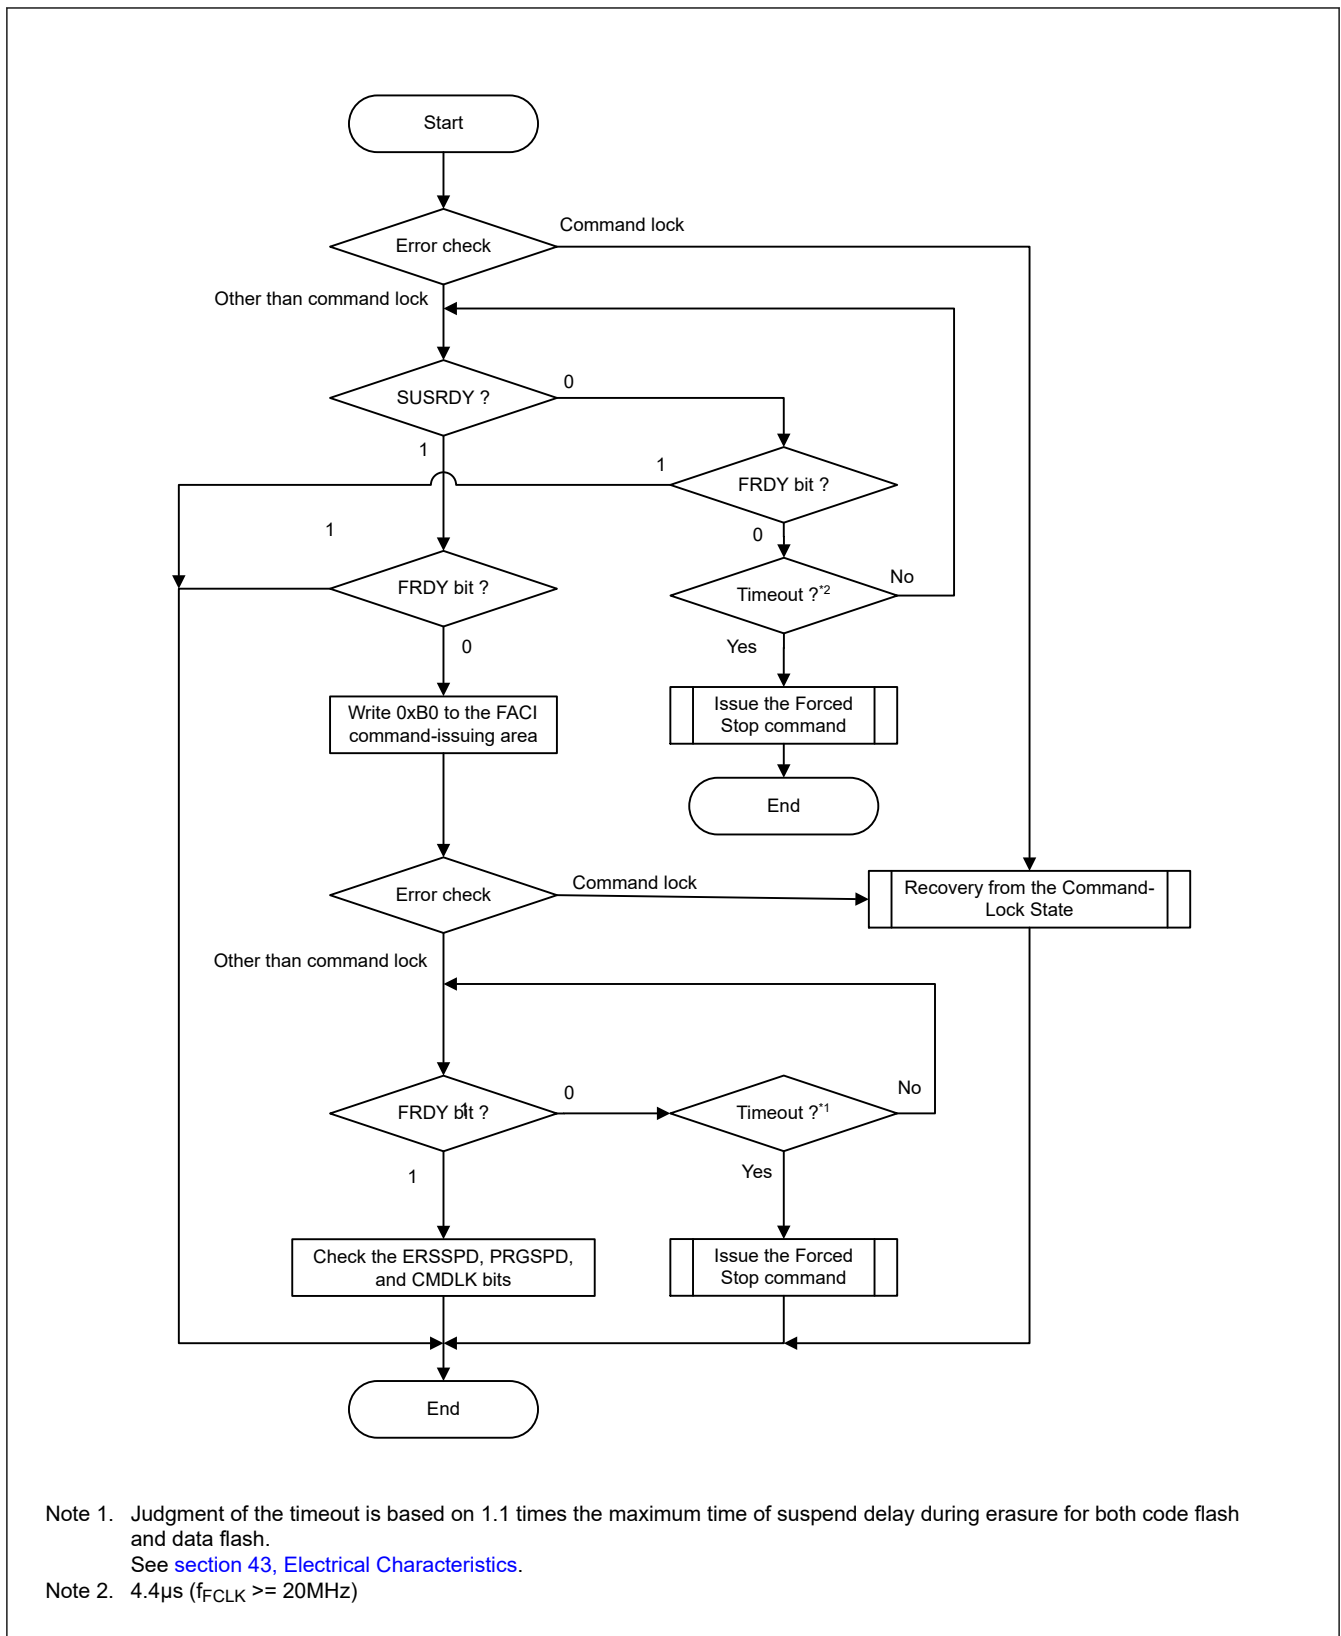 Start
Error check
Command lock
Other than command lock
SUSRDY ?
0
1
1
FRDY bit ?
1
0
FRDY bit ?
Timeout ?*2
No
0
Yes
Write 0xB0 to the FACI
command-issuing area
Issue the Forced
Stop command
End
Error check
Command lock
Recovery from the Command-
Lock State
Other than command lock
FRDY bit ?
1
0
Timeout ?*1
No
1
Yes
Check the ERSSPD, PRGSPD,
and CMDLK bits
Issue the Forced
Stop command
End
Note 1. Judgment of the timeout is based on 1.1 times the maximum time of suspend delay during erasure for both code flash
and data flash.
See section 43, Electrical Characteristics.
Note 2. 4.4µs (fFCLK >= 20MHz)